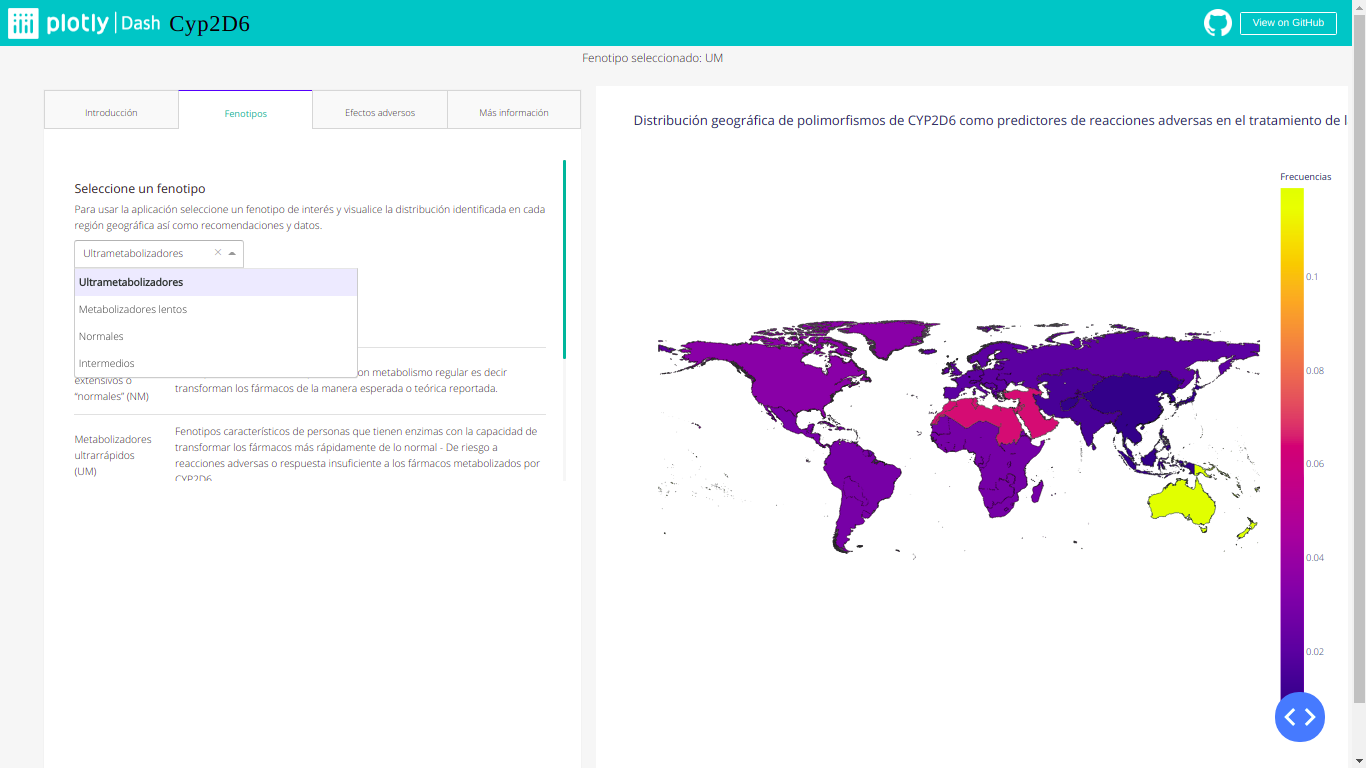 plotly Dash Cyp2D6
View on GitHub
Fenotipo seleccionado: UM
Introducción
Fenotipos
Efectos adversos
Más información
Seleccione un fenotipo
Para usar la aplicación seleccione un fenotipo de interés y visualice la distribución identificada en cada
región geográfica así como recomendaciones y datos.
Ultrametabolizadores
Ultrametabolizadores
Metabolizadores lentos
Normales
Intermedios
extensivos o
“normales” (NM)
on metabolismo regular es decir
transforman los fármacos de la manera esperada o teórica reportada.
Metabolizadores
ultrarrápidos
(UM)
Fenotipos característicos de personas que tienen enzimas con la capacidad de
transformar los fármacos más rápidamente de lo normal - De riesgo a
reacciones adversas o respuesta insuficiente a los fármacos metabolizados por
CYP2D6
Distribución geográfica de polimorfismos de CYP2D6 como predictores de reacciones adversas en el tratamiento de l
Frecuencias
0.1
0.08
0.06
0.04
0.02